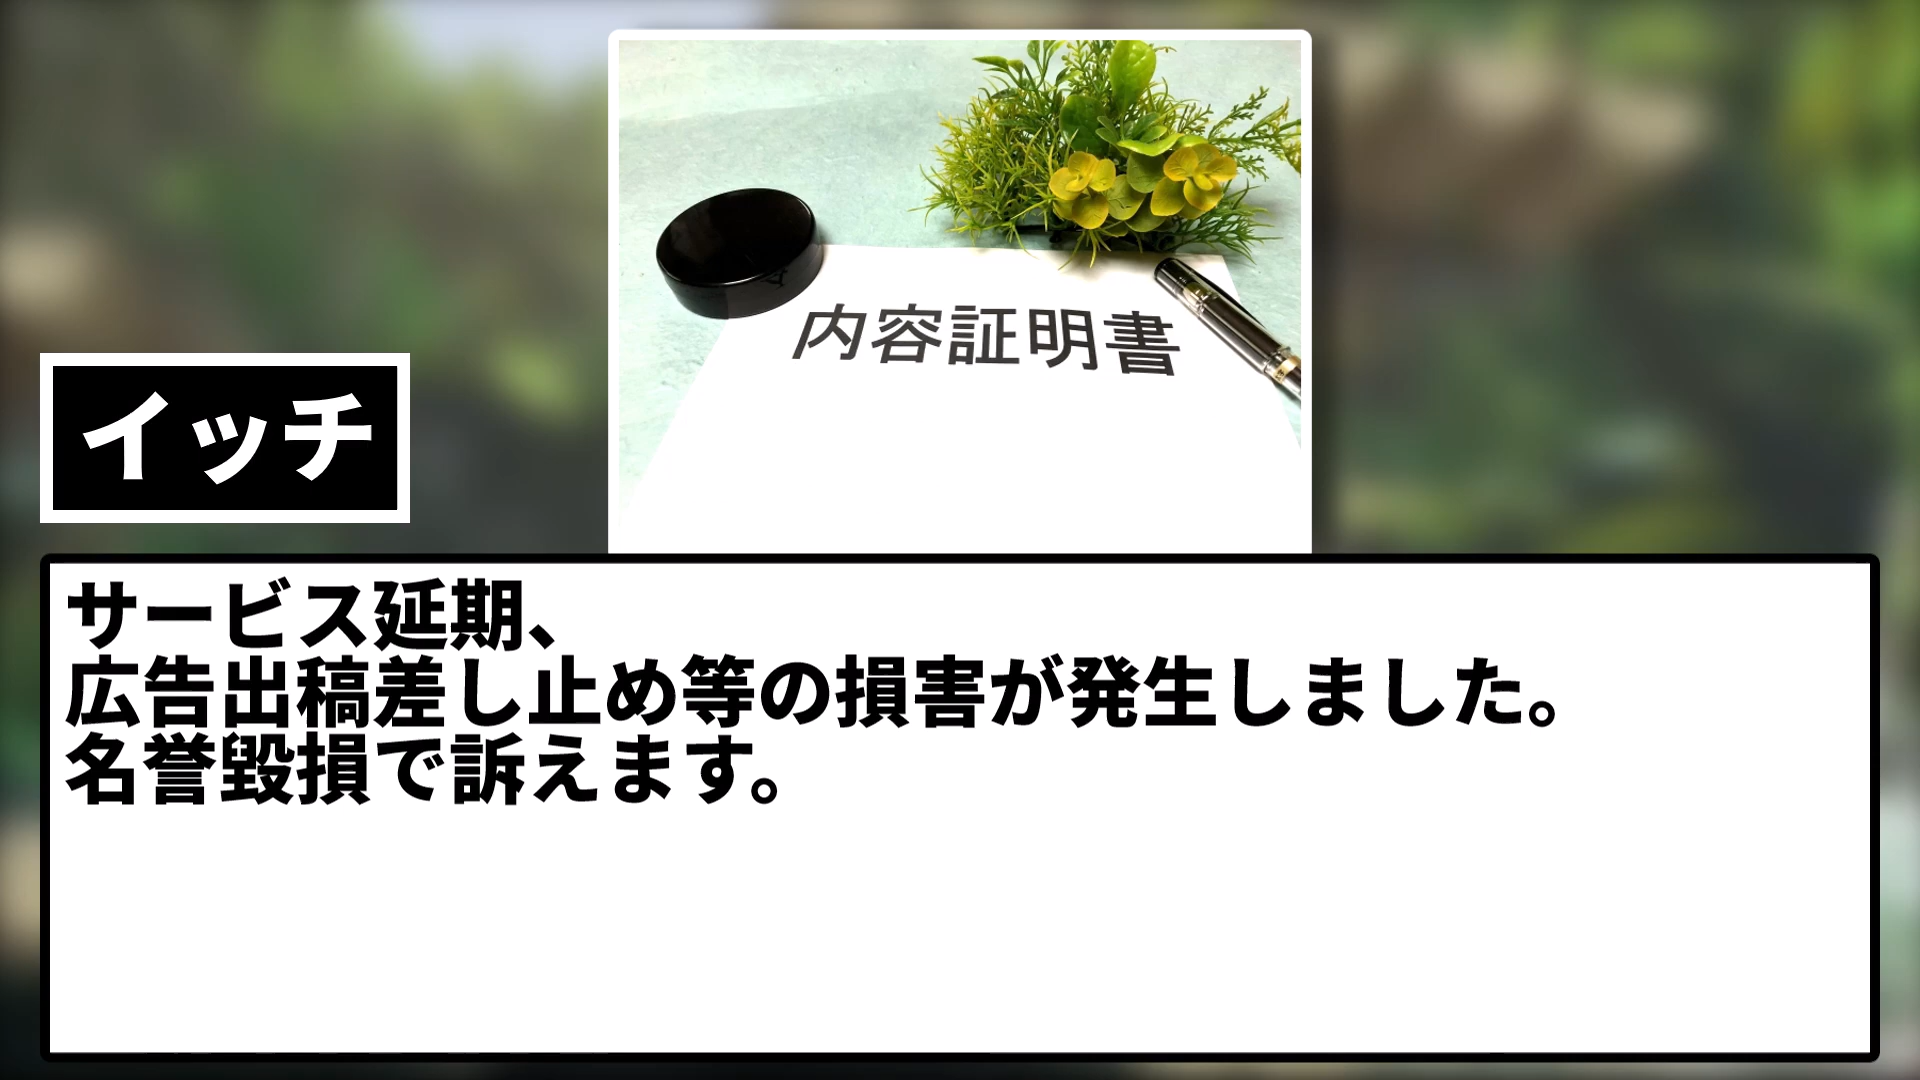 内容証明書
イッチ
サービス延期、
広告出稿差し止め等の損害が発生しました。
名誉毀損で訴えます。